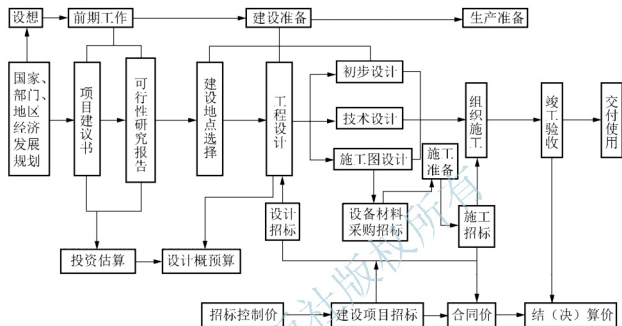 设想
前期工作
建设准备
生产准备
国家、
部门、
地区
经济
发展
规划
项目建议书
可行性研究报告
建设地点选择
工程设计
初步设计
技术设计
施工图设计
施工
准备
组织施工
竣工验收
交付使用
设计
招标
设备材料
采购招标
施工
招标
投资估算
设计概预算
招标控制价
建设项目招标
合同价
结（决）算价
社版权所有